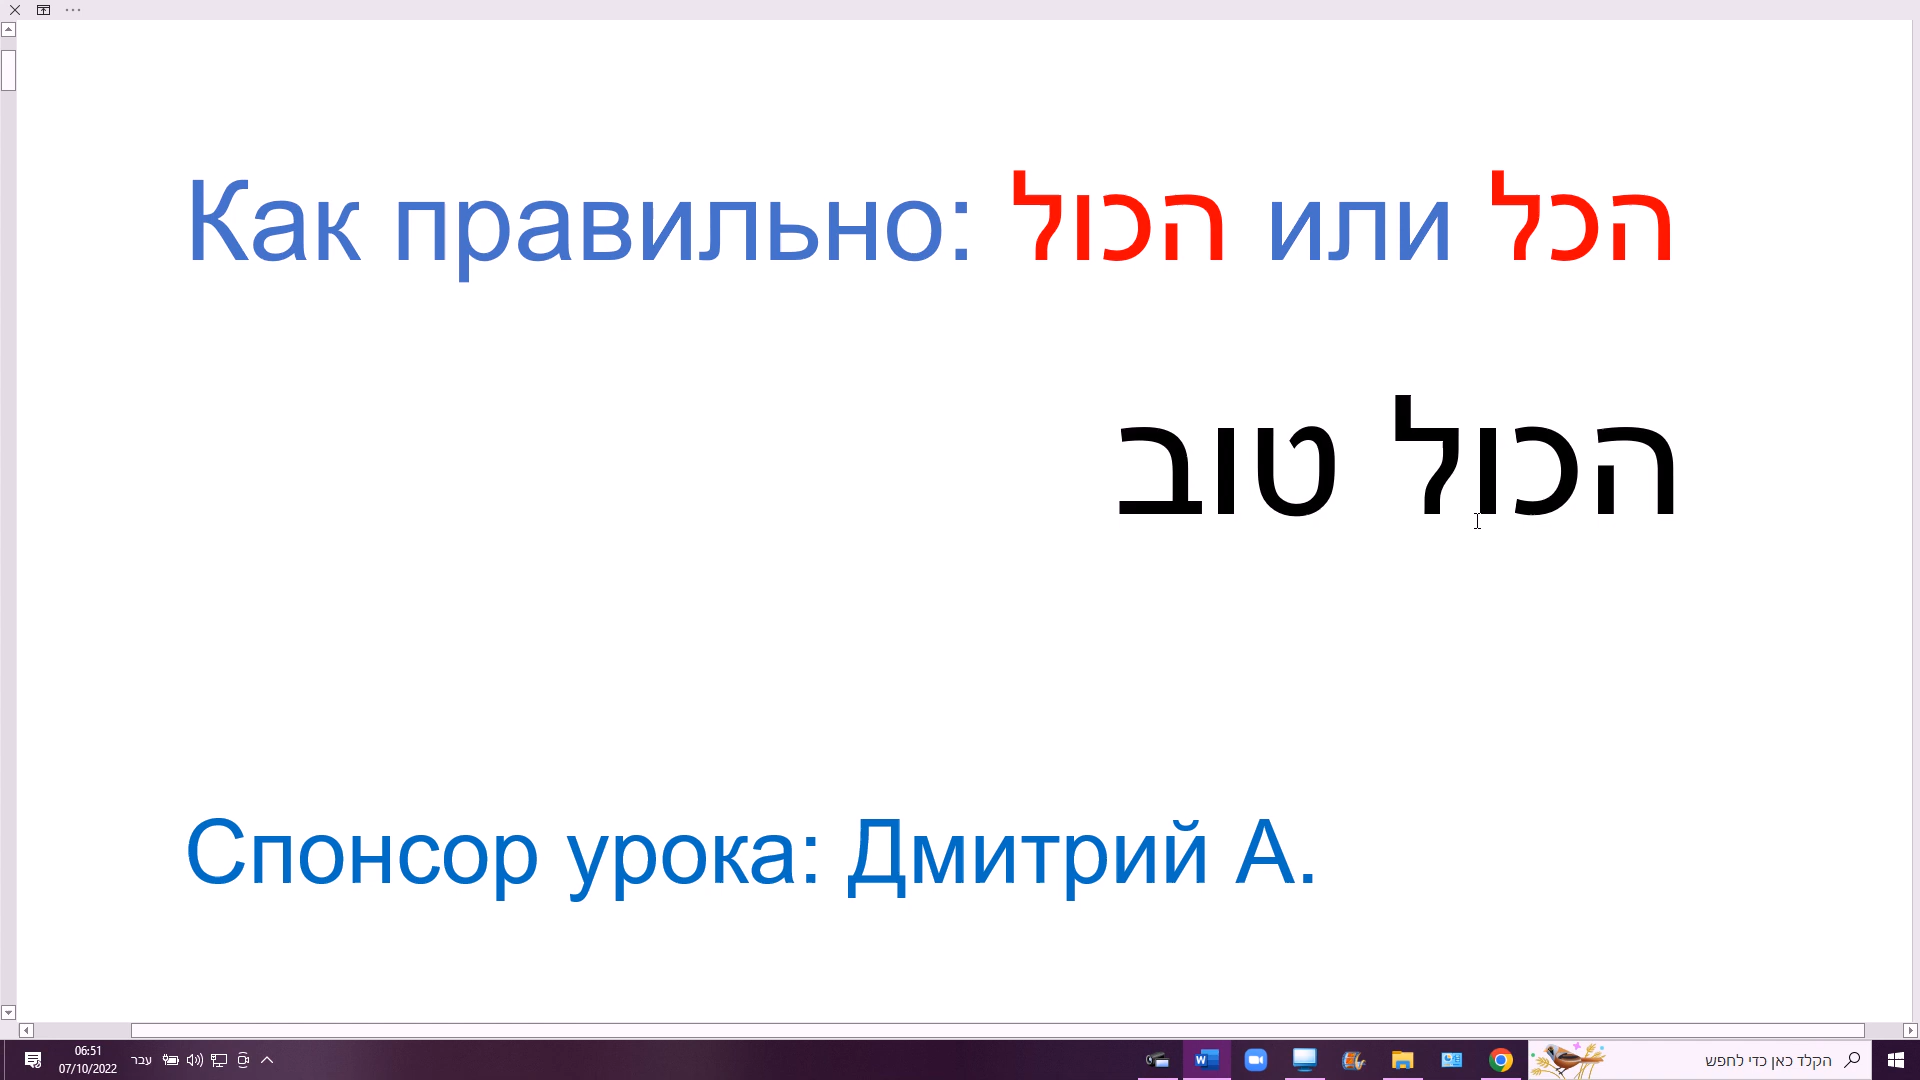 Как правильно: הכול или הכל
הכול טוב
Спонсор урока: Дмитрий А.
06:51
07/10/2022
עבר
הקלד כאן כדי לחפש